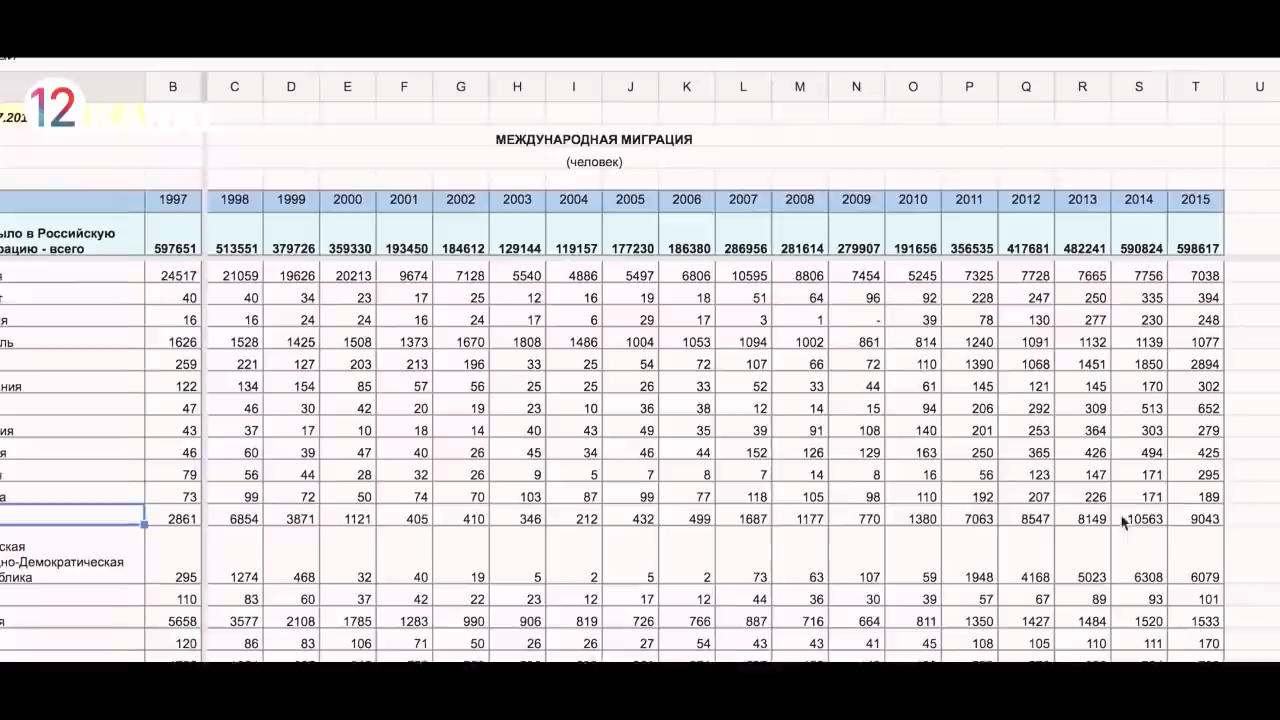 B C D E F G H I J K L M N O P Q R S T U
7.201
12
МЕЖДУНАРОДНАЯ МИГРАЦИЯ
(человек)
1997 1998 1999 2000 2001 2002 2003 2004 2005 2006 2007 2008 2009 2010 2011 2012 2013 2014 2015
ыло в Российскую
рацию - всего 597651 513551 379726 359330 193450 184612 129144 119157 177230 186380 286956 281614 279907 191656 356535 417681 482241 590824 598617
я 24517 21059 19626 20213 9674 7128 5540 4886 5497 6806 10595 8806 7454 5245 7325 7728 7665 7756 7038
т 40 40 34 23 17 25 12 16 19 18 51 64 96 92 228 247 250 335 394
ия 16 16 24 24 16 24 17 6 29 17 3 1 - 39 78 130 277 230 248
ль 1626 1528 1425 1508 1373 1670 1808 1486 1004 1053 1094 1002 861 814 1240 1091 1132 1139 1077
259 221 127 203 213 196 33 25 54 72 107 66 72 110 1390 1068 1451 1850 2894
ния 122 134 154 85 57 56 25 25 26 33 52 33 44 61 145 121 145 170 302
47 46 30 42 20 19 23 10 36 38 12 14 15 94 206 292 309 513 652
ия 43 37 17 10 18 14 40 43 49 35 39 91 108 140 201 253 364 303 279
я 46 60 39 47 40 26 45 34 46 44 152 126 129 163 250 365 426 494 425
79 56 44 28 32 26 9 5 7 8 7 14 8 16 56 123 147 171 295
а 73 99 72 50 74 70 103 87 99 77 118 105 98 110 192 207 226 171 189
2861 6854 3871 1121 405 410 346 212 432 499 1687 1177 770 1380 7063 8547 8149 10563 9043
ская
но-Демократическая
блика 295 1274 468 32 40 19 5 2 5 2 73 63 107 59 1948 4168 5023 6308 6079
110 83 60 37 42 22 23 12 17 12 44 36 30 39 57 67 89 93 101
я 5658 3577 2108 1785 1283 990 906 819 726 766 887 716 664 811 1350 1427 1484 1520 1533
120 86 83 106 71 50 26 26 27 54 43 43 41 45 108 105 110 111 170